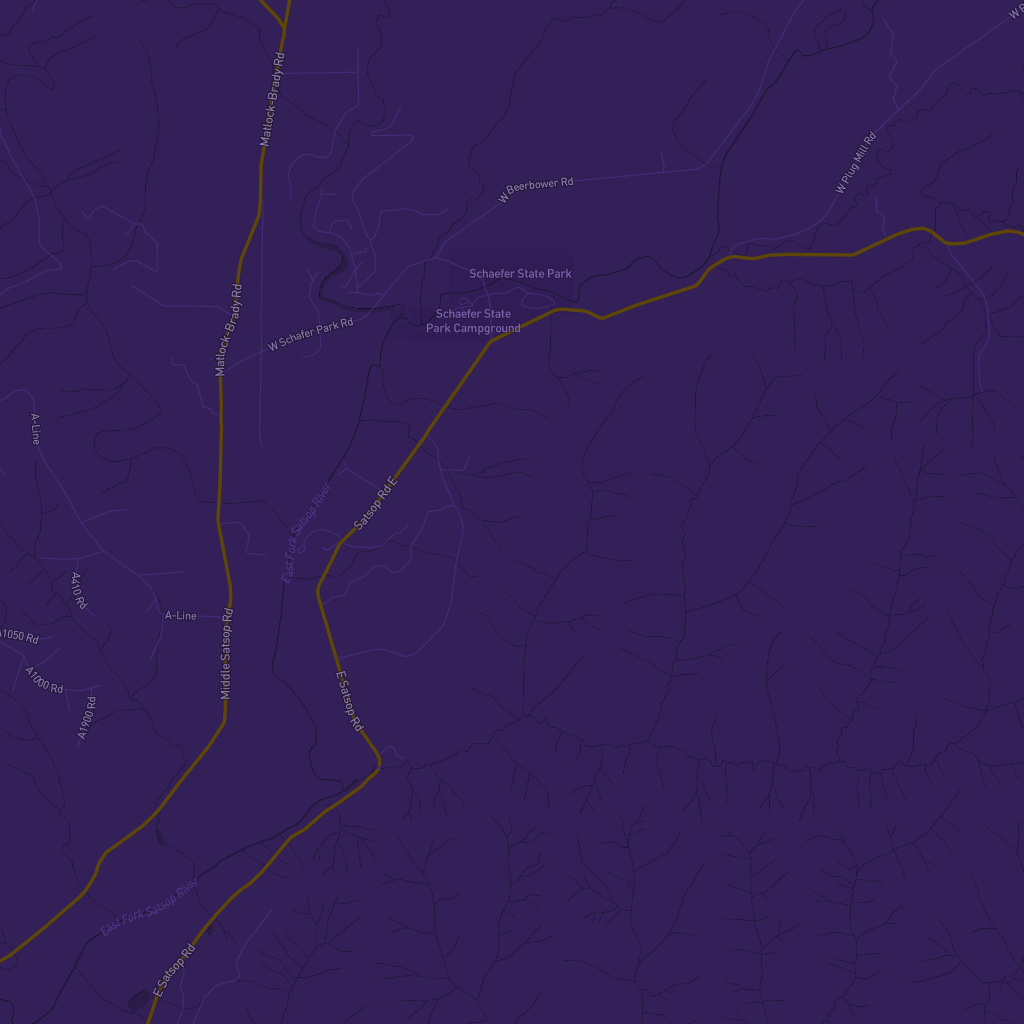 W B
Matlock-Brady Rd
W Plug Mill Rd
W Beerbower Rd
Schaefer State Park
Matlock-Brady Rd
Schaefer State
Park Campground
W Schafer Park Rd
A-Line
Satsop Rd E
East Fork Satsop River
A410 Rd
A-Line
A1050 Rd
Middle Satsop Rd
A1000 Rd
E Satsop Rd
A1900 Rd
East Fork Satsop River
E Satsop Rd